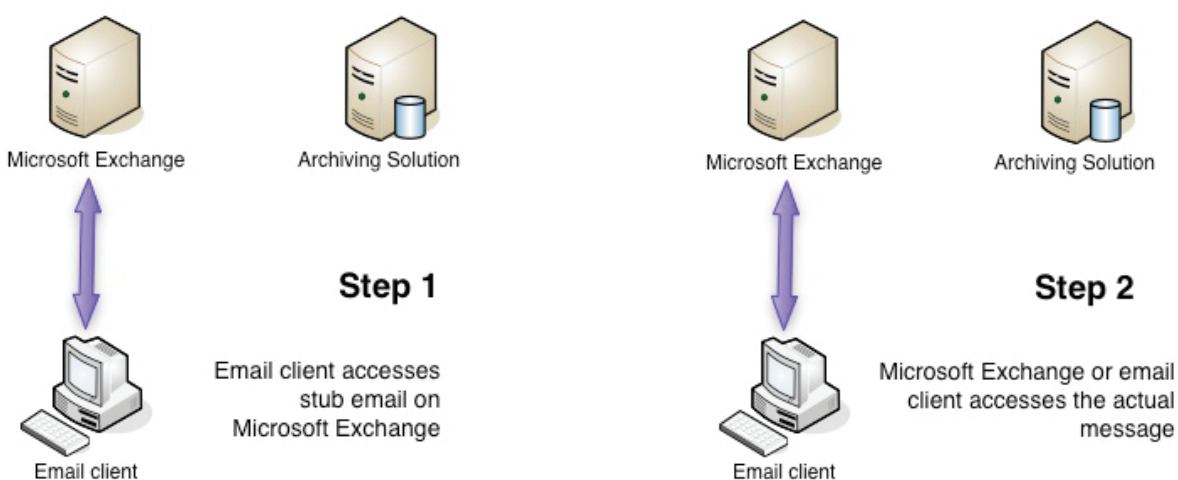 Microsoft Exchange
Archiving Solution
Step 1
Email client accesses
stub email on
Microsoft Exchange
Email client
Microsoft Exchange
Archiving Solution
Step 2
Microsoft Exchange or email
client accesses the actual
message
Email client